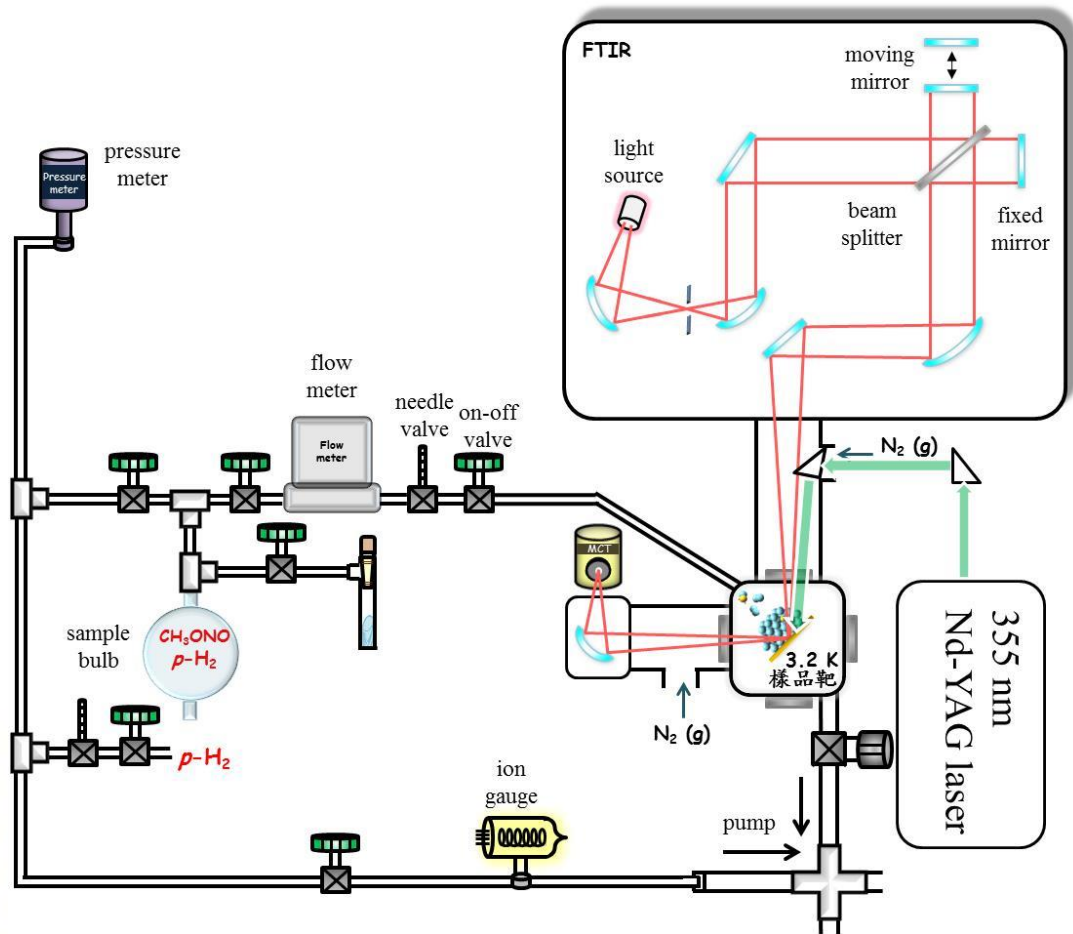 FTIR
moving
mirror
light
source
beam
splitter
fixed
mirror
pressure
meter
Pressure
meter
flow
meter
Flow
meter
needle
valve
on-off
valve
N₂ (g)
MCT
sample
bulb
CH₃ONO
p-H₂
3.2 K
樣品靶
N₂ (g)
355 nm
Nd-YAG laser
p-H₂
ion
gauge
pump